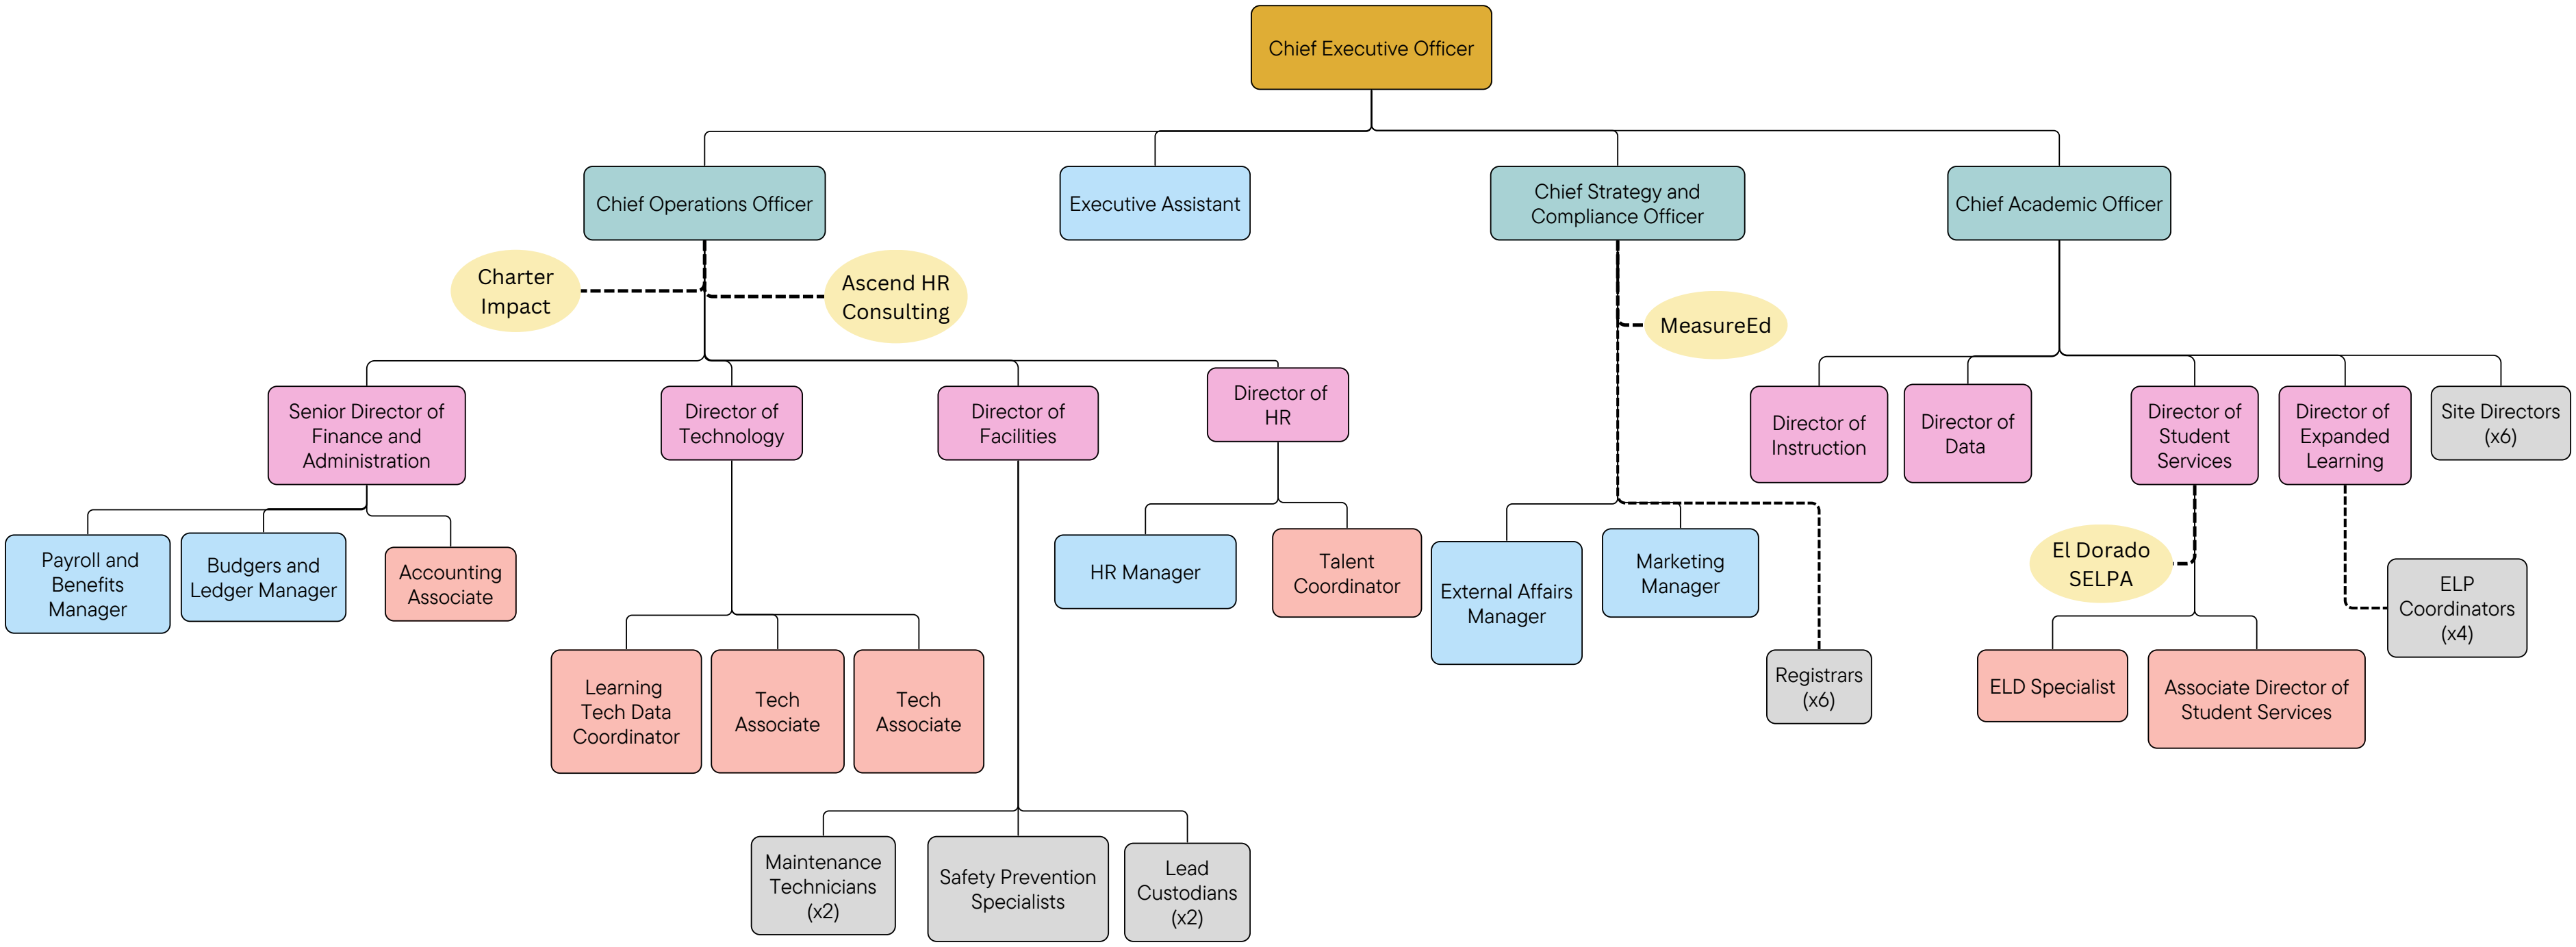 Chief Executive Officer
Chief Operations Officer
Executive Assistant
Chief Strategy and
Compliance Officer
Chief Academic Officer
Charter
Impact
Ascend HR
Consulting
MeasureEd
Senior Director of
Finance and
Administration
Director of
Technology
Director of
Facilities
Director of
HR
Director of
Instruction
Director of
Data
Director of
Student
Services
Director of
Expanded
Learning
Site Directors
(x6)
Payroll and
Benefits
Manager
Budgers and
Ledger Manager
Accounting
Associate
HR Manager
Talent
Coordinator
External Affairs
Manager
Marketing
Manager
El Dorado
SELPA
ELP
Coordinators
(x4)
Learning
Tech Data
Coordinator
Tech
Associate
Tech
Associate
Registrars
(x6)
ELD Specialist
Associate Director of
Student Services
Maintenance
Technicians
(x2)
Safety Prevention
Specialists
Lead
Custodians
(x2)